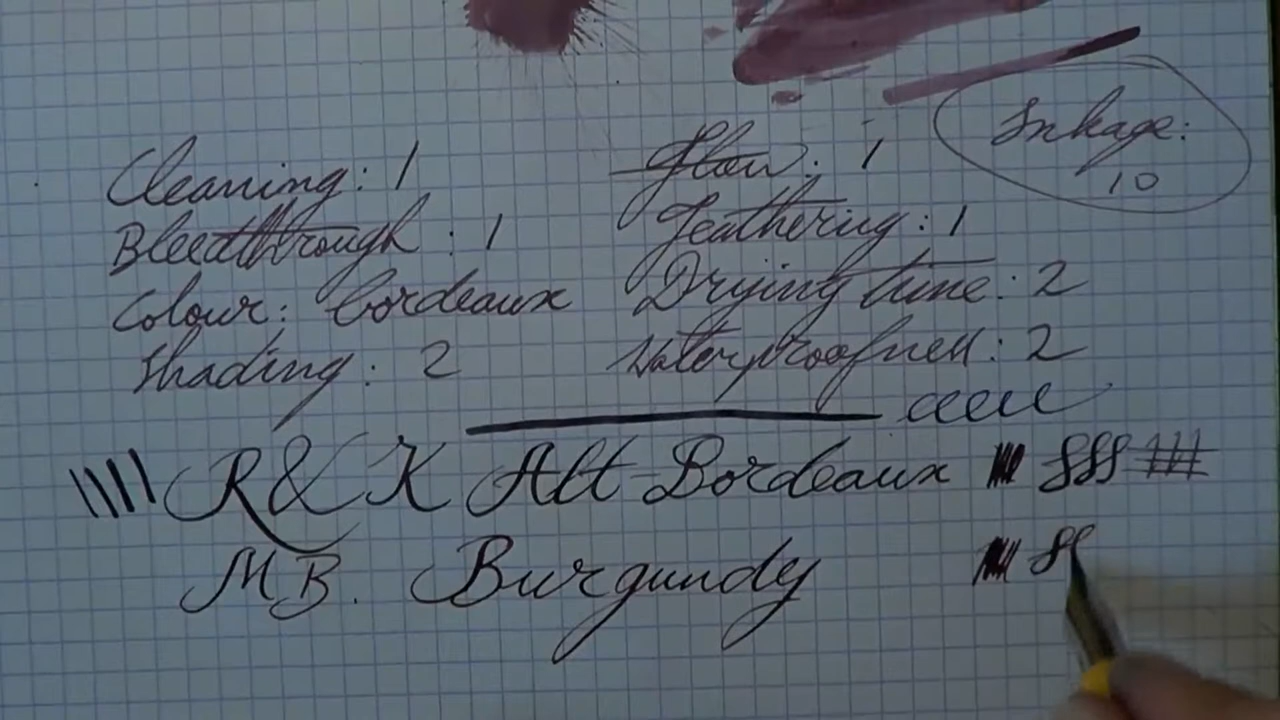 Cleaning: 1
Bleedthrough: 1
Colour: bordeaux
Shading: 2
Flow: 1
Feathering: 1
Drying time: 2
Waterproofness: 2
Inkage:
10
R&K Alt-Bordeaux
MB. Burgundy